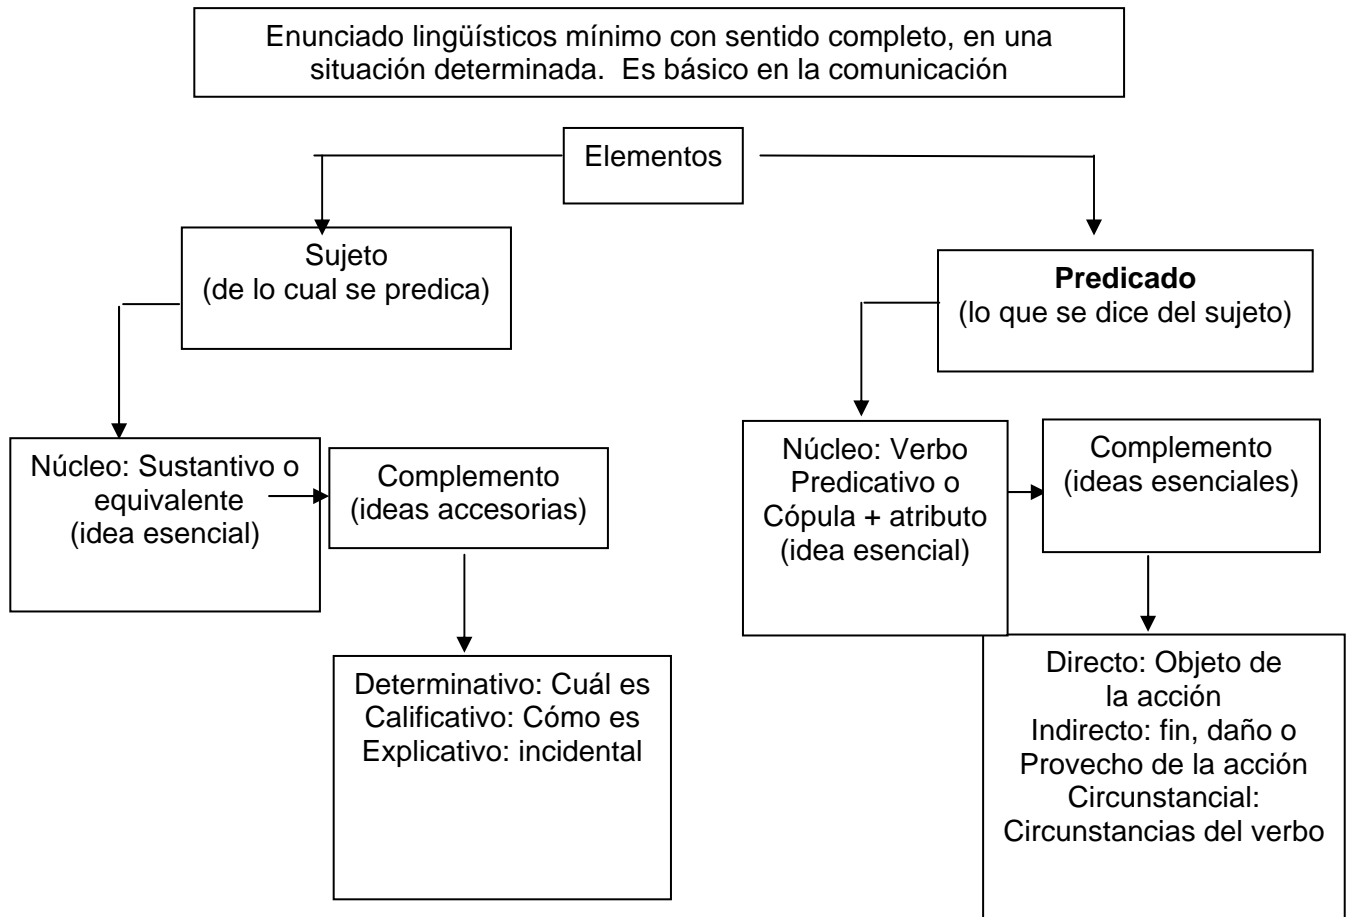 Enunciado lingüísticos mínimo con sentido completo, en una
situación determinada.  Es básico en la comunicación
Elementos
Sujeto
(de lo cual se predica)
Predicado
(lo que se dice del sujeto)
Núcleo: Sustantivo o
equivalente
(idea esencial)
Complemento
(ideas accesorias)
Núcleo: Verbo
Predicativo o
Cópula + atributo
(idea esencial)
Complemento
(ideas esenciales)
Determinativo: Cuál es
Calificativo: Cómo es
Explicativo: incidental
Directo: Objeto de
la acción
Indirecto: fin, daño o
Provecho de la acción
Circunstancial:
Circunstancias del verbo